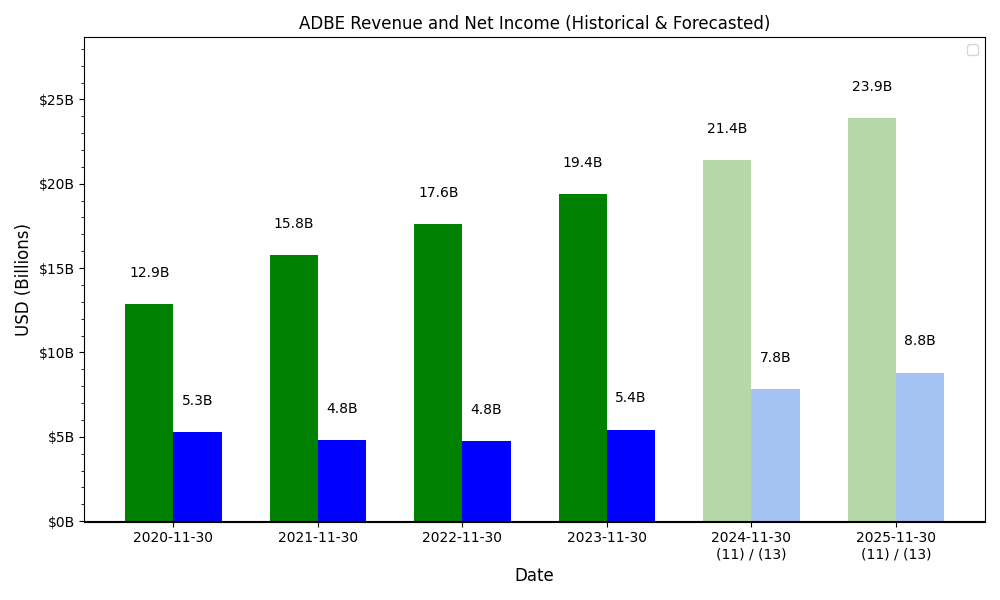 ADBE Revenue and Net Income (Historical & Forecasted)
USD (Billions)
$25B
$20B
$15B
$10B
$5B
$0B
12.9B
5.3B
15.8B
4.8B
17.6B
4.8B
19.4B
5.4B
21.4B
7.8B
23.9B
8.8B
2020-11-30
2021-11-30
2022-11-30
2023-11-30
2024-11-30
(11) / (13)
2025-11-30
(11) / (13)
Date